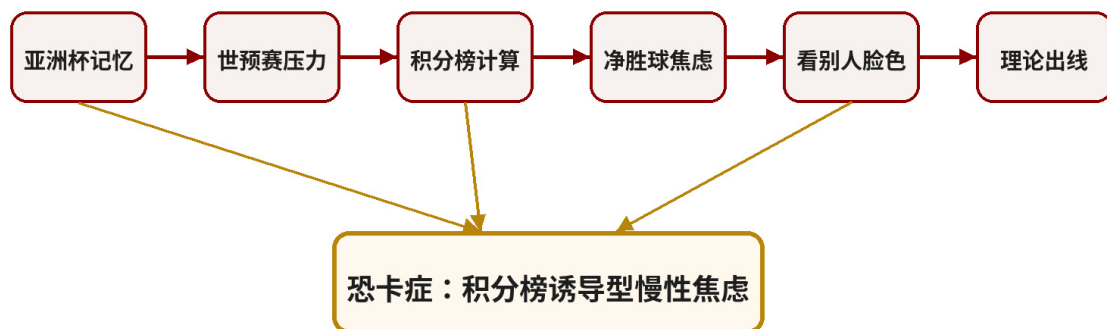 亚洲杯记忆
世预赛压力
积分榜计算
净胜球焦虑
看别人脸色
理论出线
恐卡症：积分榜诱导型慢性焦虑